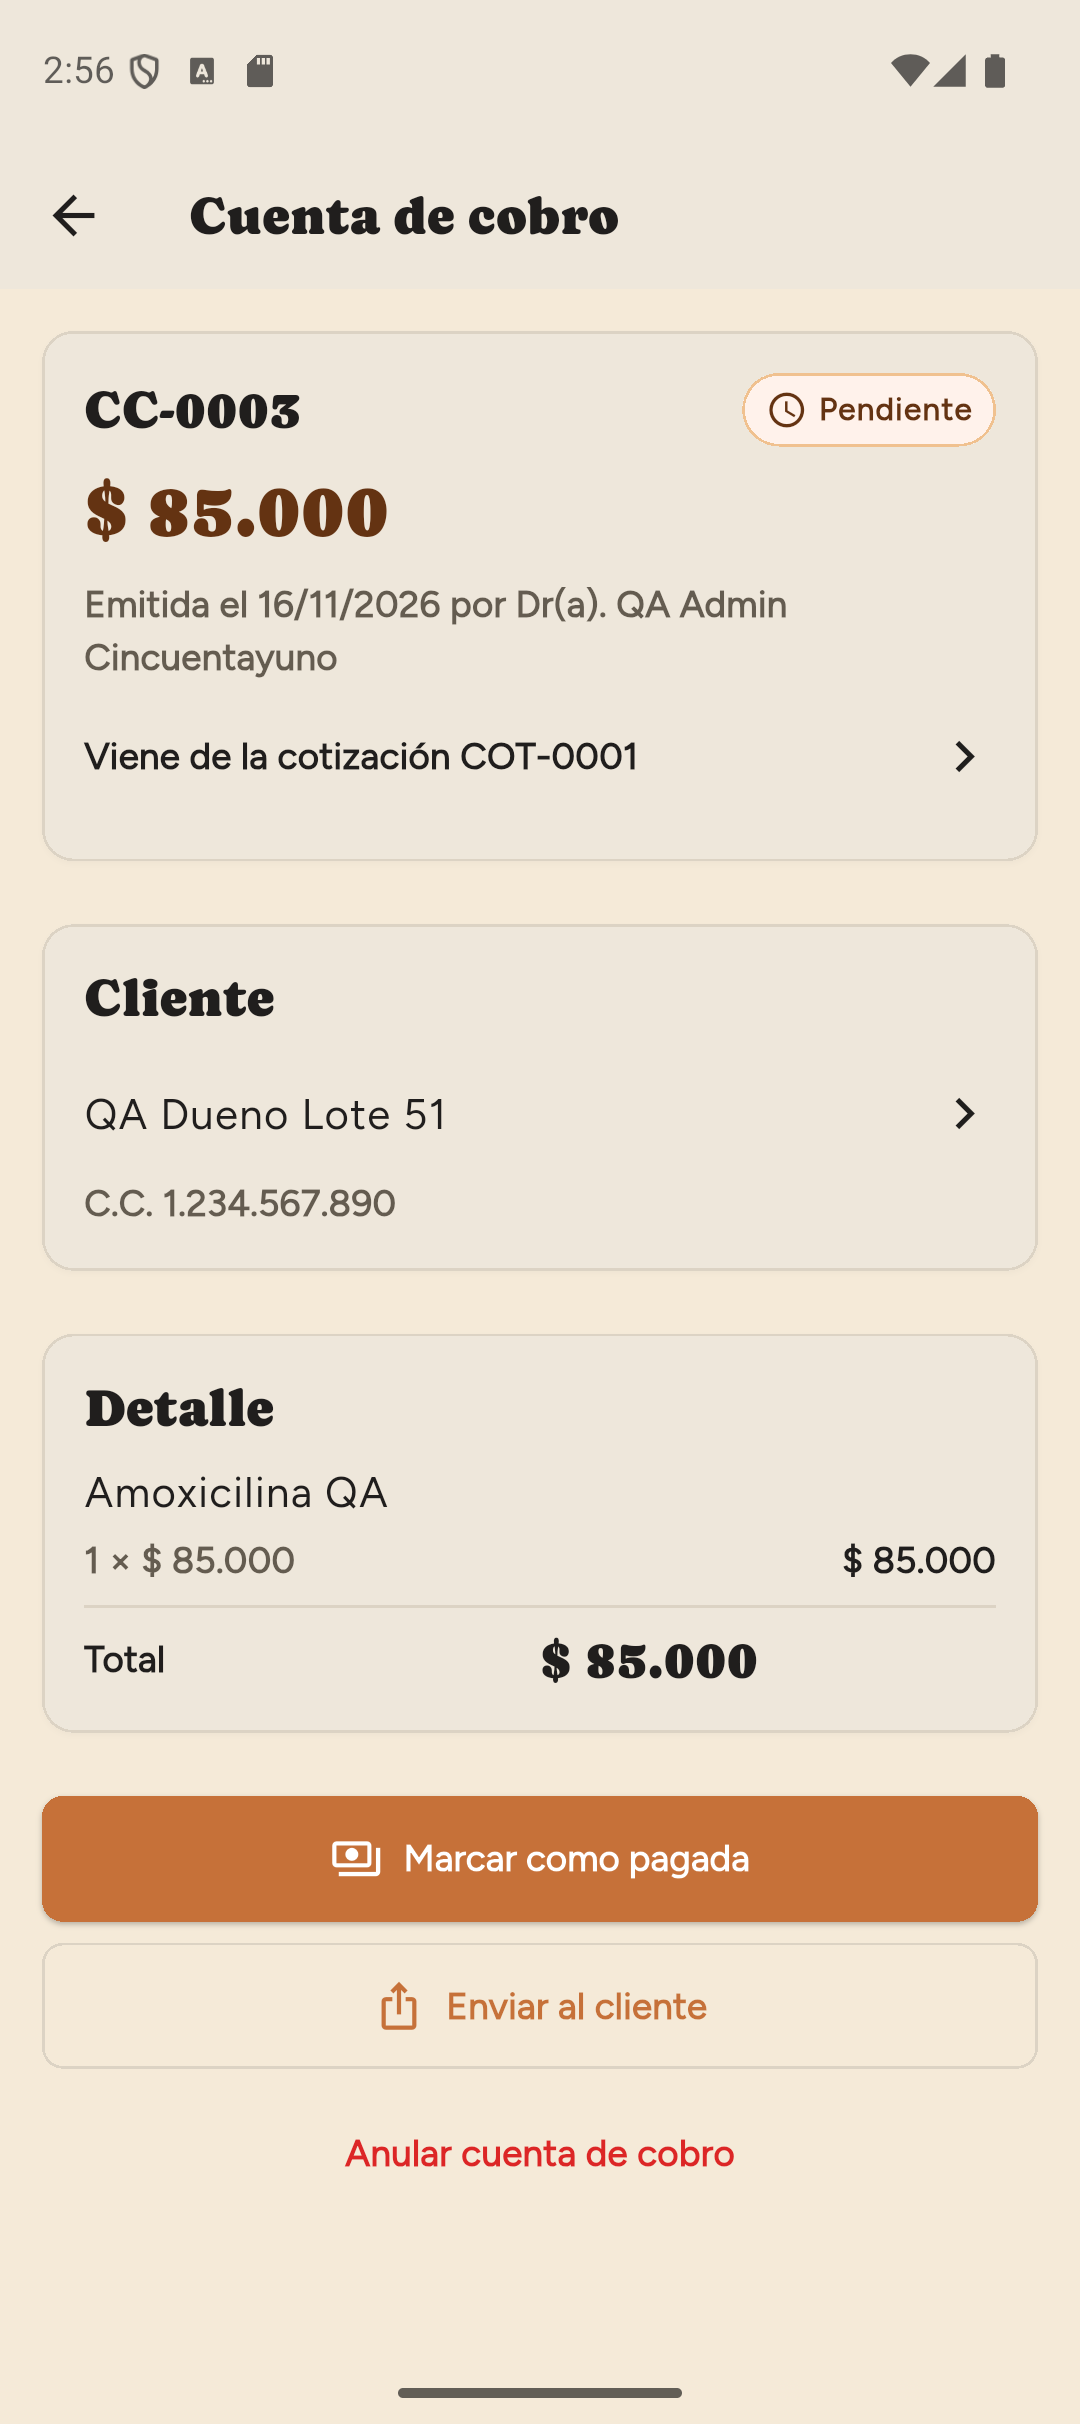 2:56
Cuenta de cobro
CC-0003
Pendiente
$ 85.000
Emitida el 16/11/2026 por Dr(a). QA Admin
Cincuentayuno
Viene de la cotización COT-0001
Cliente
QA Dueno Lote 51
C.C. 1.234.567.890
Detalle
Amoxicilina QA
1 × $ 85.000
$ 85.000
Total
$ 85.000
Marcar como pagada
Enviar al cliente
Anular cuenta de cobro